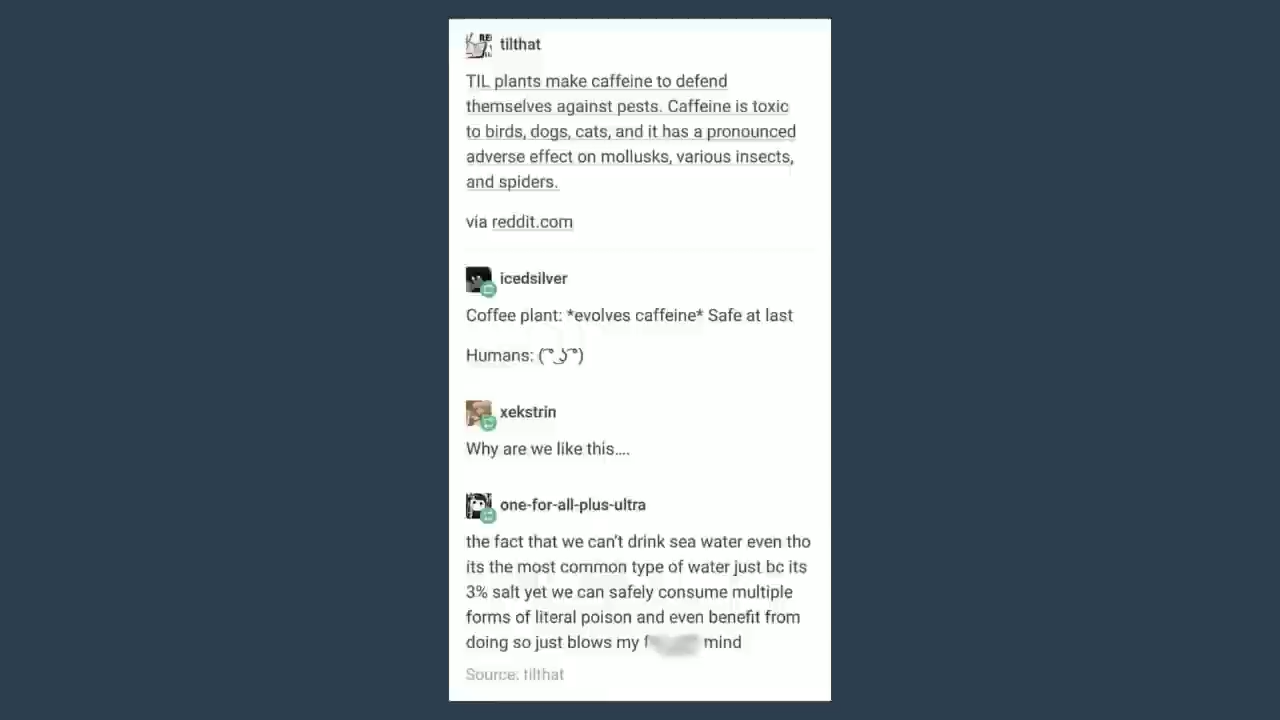 tilthat
TIL plants make caffeine to defend
themselves against pests. Caffeine is toxic
to birds, dogs, cats, and it has a pronounced
adverse effect on mollusks, various insects,
and spiders.
via reddit.com
icedsilver
Coffee plant: *evolves caffeine* Safe at last
Humans: ( ͡° ͜ʖ ͡°)
xekstrin
Why are we like this....
one-for-all-plus-ultra
the fact that we can't drink sea water even tho
its the most common type of water just bc its
3% salt yet we can safely consume multiple
forms of literal poison and even benefit from
doing so just blows my mind
Source: tilthat